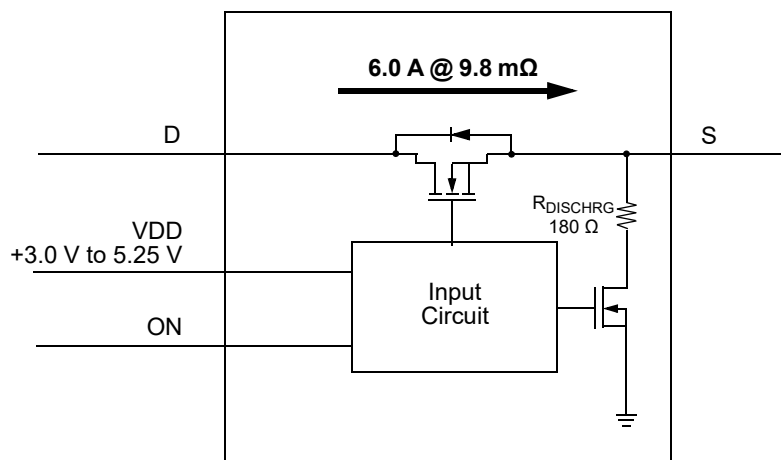 6.0 A @ 9.8 mΩ
D
S
RDISCHRG
180 Ω
VDD
+3.0 V to 5.25 V
Input
Circuit
ON